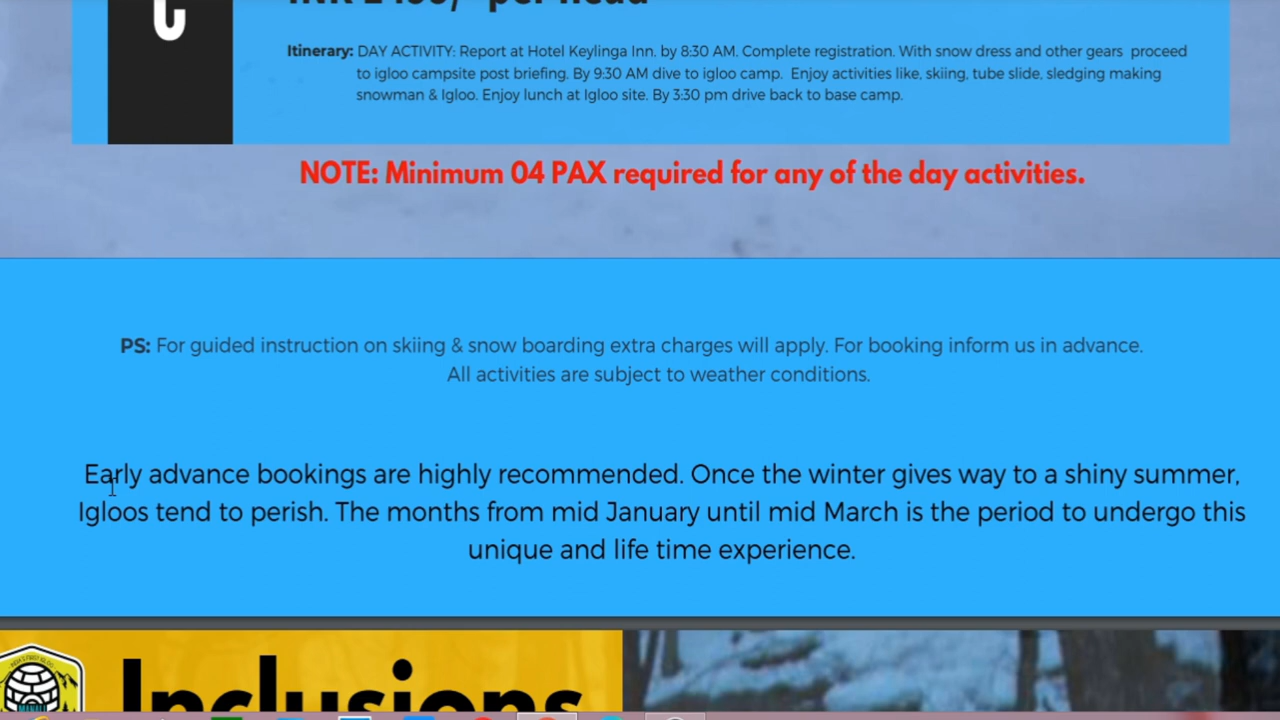 Itinerary: DAY ACTIVITY: Report at Hotel Keylinga Inn. by 8:30 AM. Complete registration. With snow dress and other gears proceed
to igloo campsite post briefing. By 9:30 AM dive to igloo camp. Enjoy activities like, skiing, tube slide, sledging making
snowman & Igloo. Enjoy lunch at Igloo site. By 3:30 pm drive back to base camp.
NOTE: Minimum 04 PAX required for any of the day activities.
PS: For guided instruction on skiing & snow boarding extra charges will apply. For booking inform us in advance.
All activities are subject to weather conditions.
Early advance bookings are highly recommended. Once the winter gives way to a shiny summer,
Igloos tend to perish. The months from mid January until mid March is the period to undergo this
unique and life time experience.
Inclusions